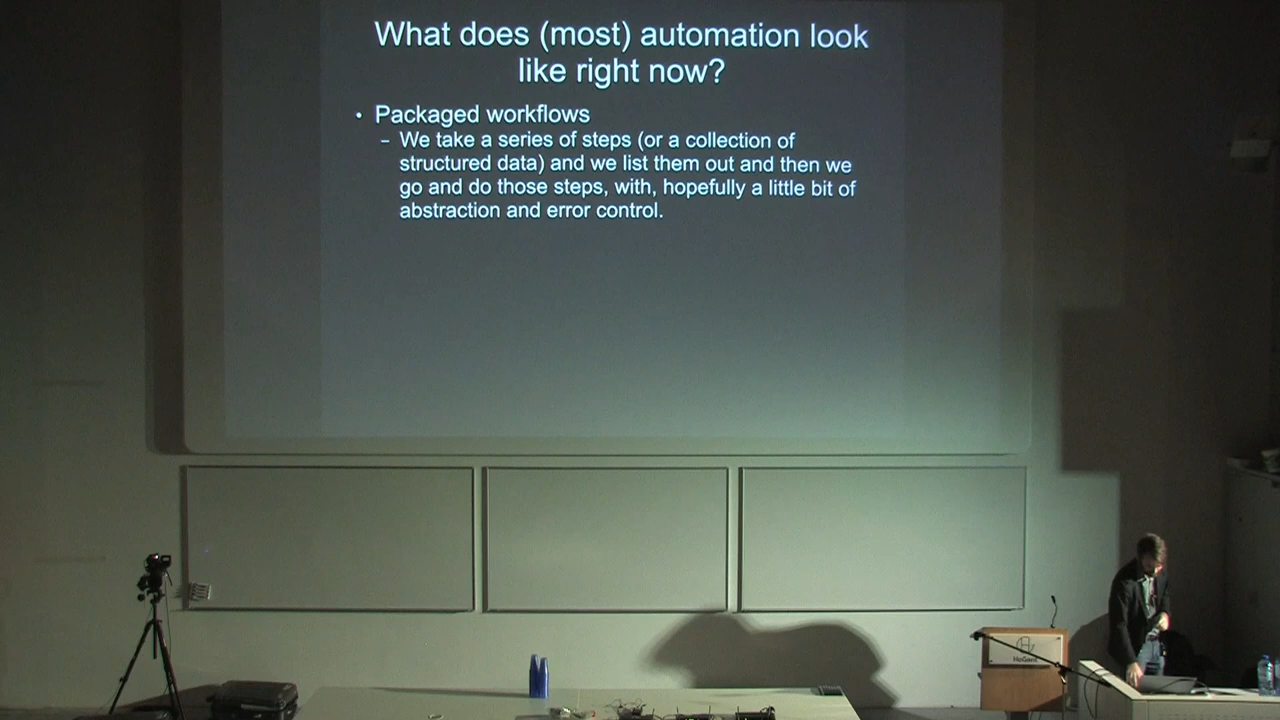 What does (most) automation look
like right now?
• Packaged workflows
– We take a series of steps (or a collection of
structured data) and we list them out and then we
go and do those steps, with, hopefully a little bit of
abstraction and error control.
HoGent